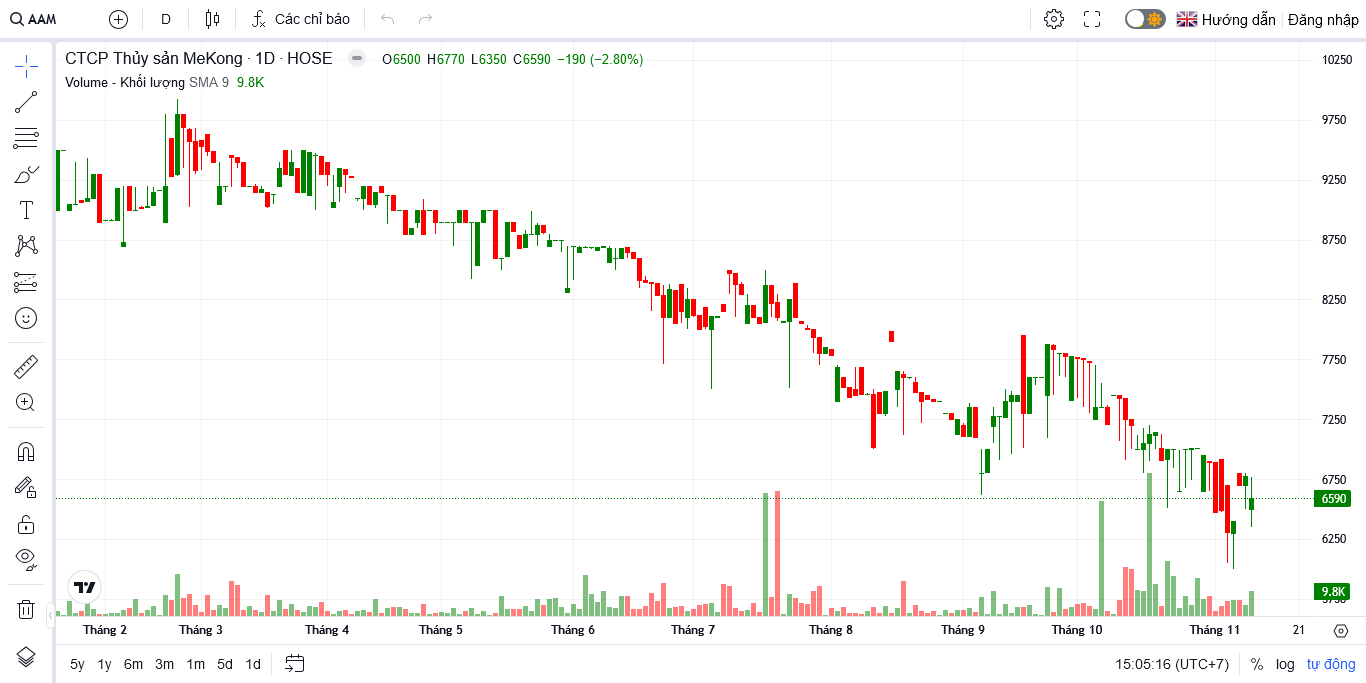 AAM D Các chỉ báo Hướng dẫn Đăng nhập
CTCP Thủy sản MeKong · 1D · HOSE O6500 H6770 L6350 C6590 −190 (−2.80%)
Volume - Khối lượng SMA 9 9.8K
10250
9750
9250
8750
8250
7750
7250
6750
6590
6250
9.8K
Tháng 2 Tháng 3 Tháng 4 Tháng 5 Tháng 6 Tháng 7 Tháng 8 Tháng 9 Tháng 10 Tháng 11 21
5y 1y 6m 3m 1m 5d 1d 15:05:16 (UTC+7) % log tự động